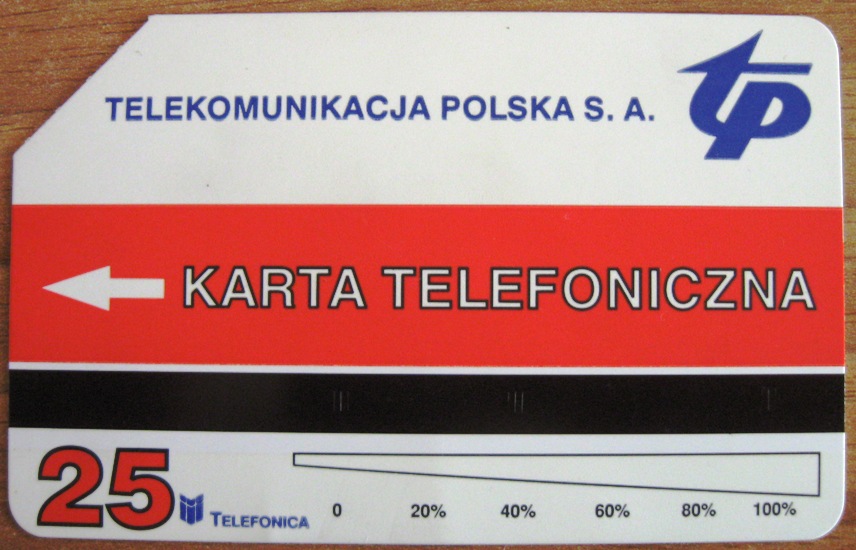 TELEKOMUNIKACJA POLSKA S. A.
tp
KARTA TELEFONICZNA
25
TELEFONICA
0 20% 40% 60% 80% 100%